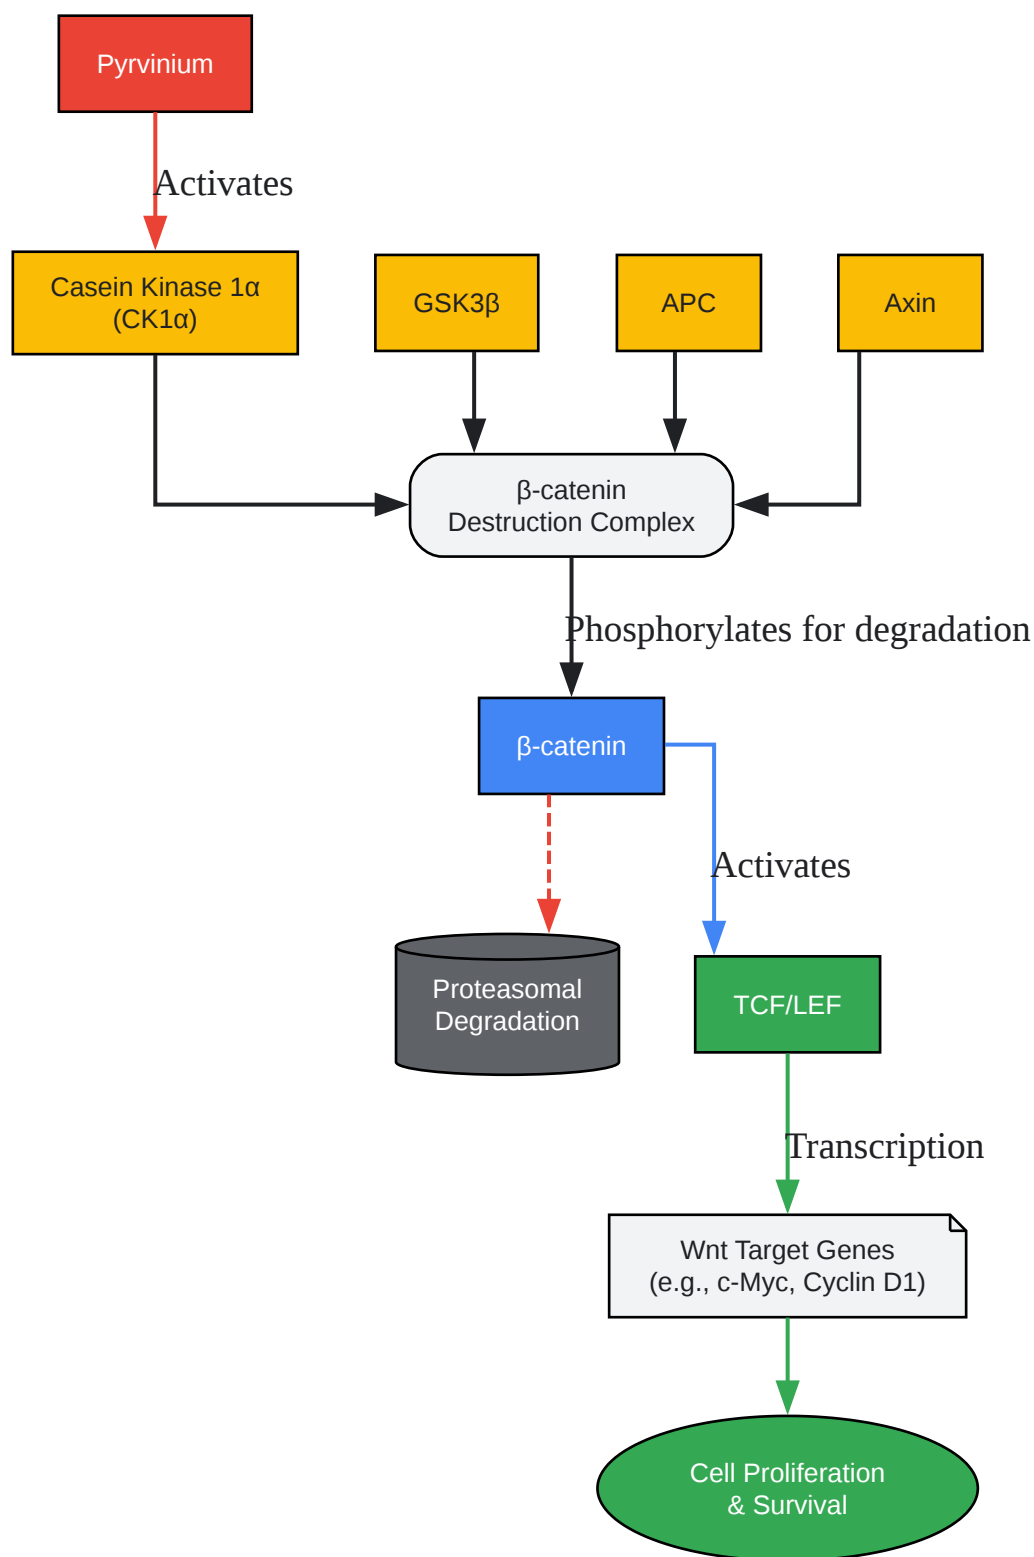 Pyrvinium
Activates
Casein Kinase 1α
(CK1α)
GSK3β
APC
Axin
β-catenin
Destruction Complex
Phosphorylates for degradation
β-catenin
Activates
Proteasomal
Degradation
TCF/LEF
Transcription
Wnt Target Genes
(e.g., c-Myc, Cyclin D1)
Cell Proliferation
& Survival